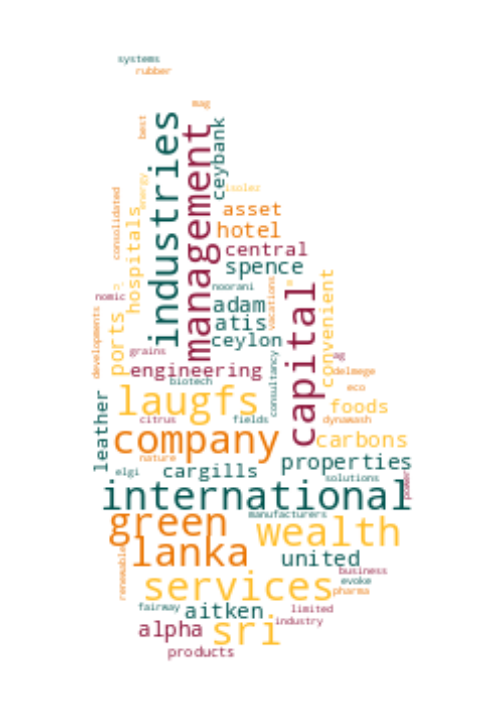 systems
rubber
mag
best
industries
management
ceybank
energy
isolez
consolidated
hospitals
asset
hotel
central
spence
noorani
vacations
convenient
nomic
adam
atis
ceylon
developments
ports
capital
grains
engineering
biotech
consultancy
ag
delmege
eco
leather
laugfs
foods
citrus
fields
dynawash
company
carbons
nature
elgi
cargills
properties
solutions
power
international
manufacturers
green
wealth
lanka
united
renewable
business
evoke
services
pharma
fairway
aitken
limited
industry
alpha
sri
products